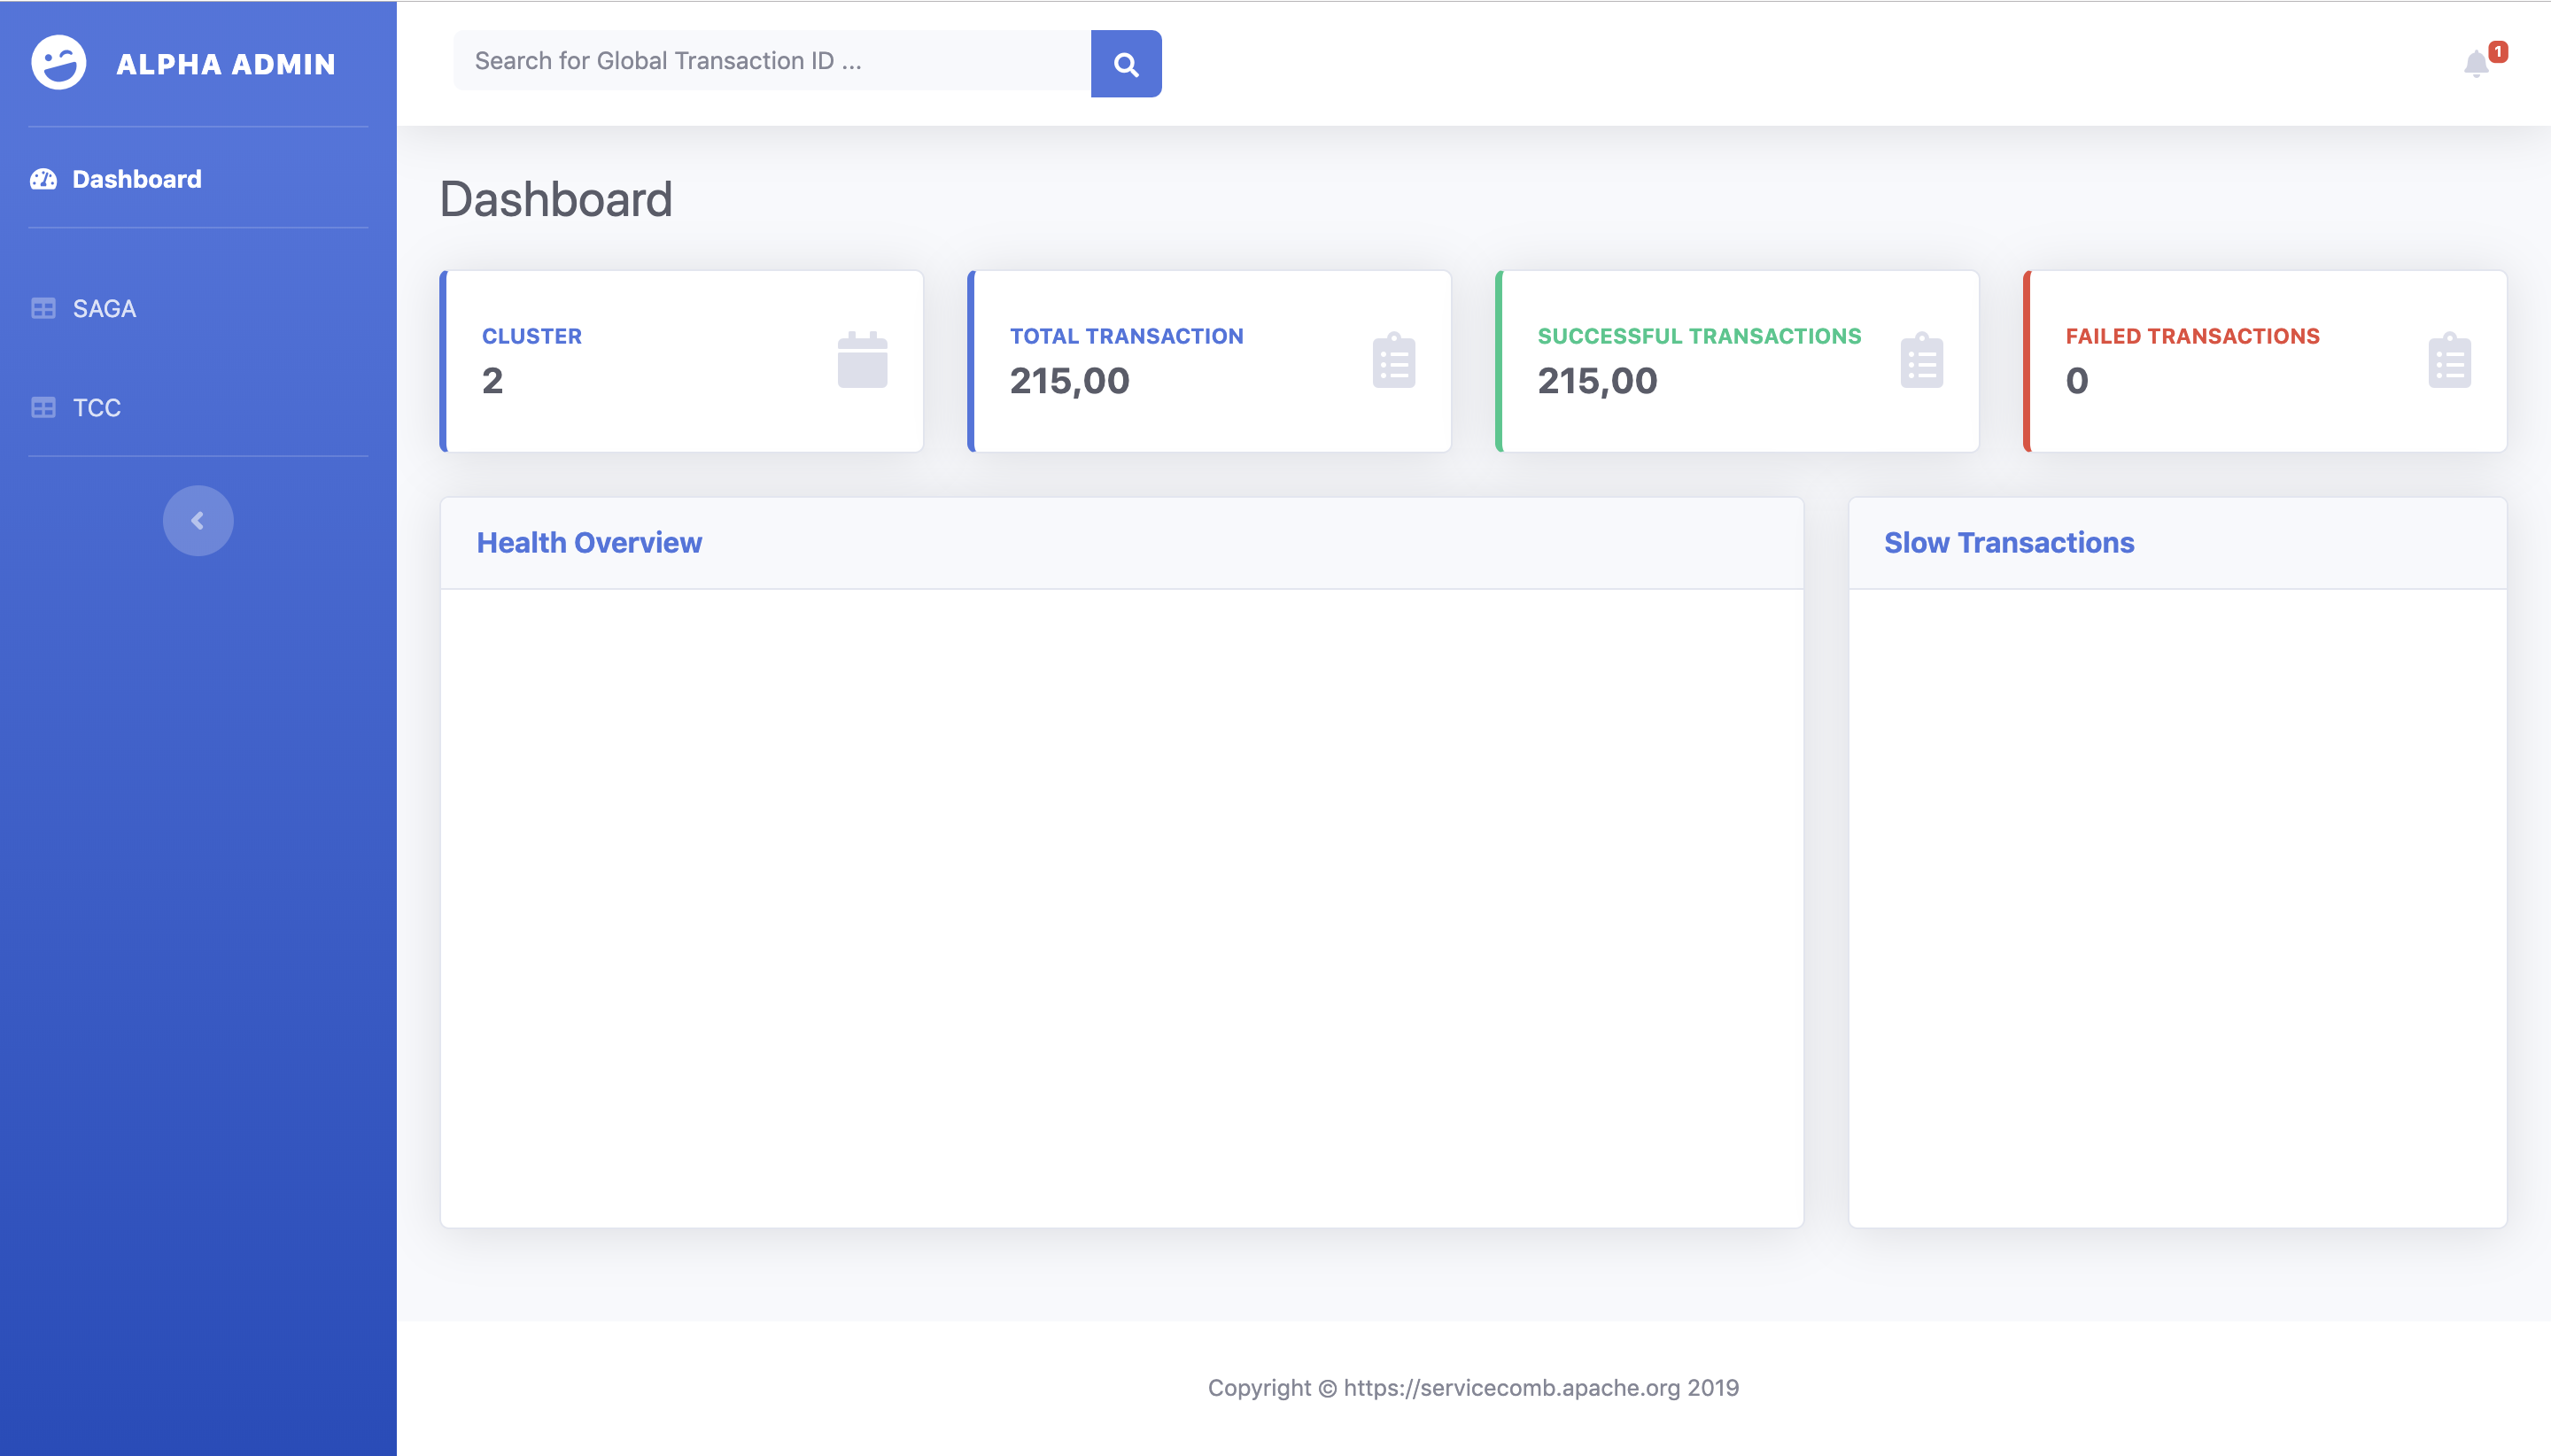 ALPHA ADMIN
Search for Global Transaction ID ...
1
Dashboard
SAGA
TCC
Dashboard
CLUSTER
2
TOTAL TRANSACTION
215,00
SUCCESSFUL TRANSACTIONS
215,00
FAILED TRANSACTIONS
0
Health Overview
Slow Transactions
Copyright © https://servicecomb.apache.org 2019